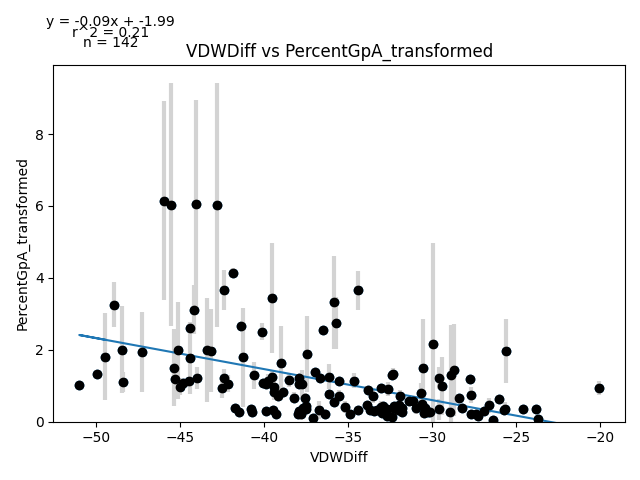 y = -0.09x + -1.99
r^2 = 0.21
n = 142
VDWDiff vs PercentGpA_transformed
PercentGpA_transformed
8
6
4
2
0
−50 −45 −40 −35 −30 −25 −20
VDWDiff